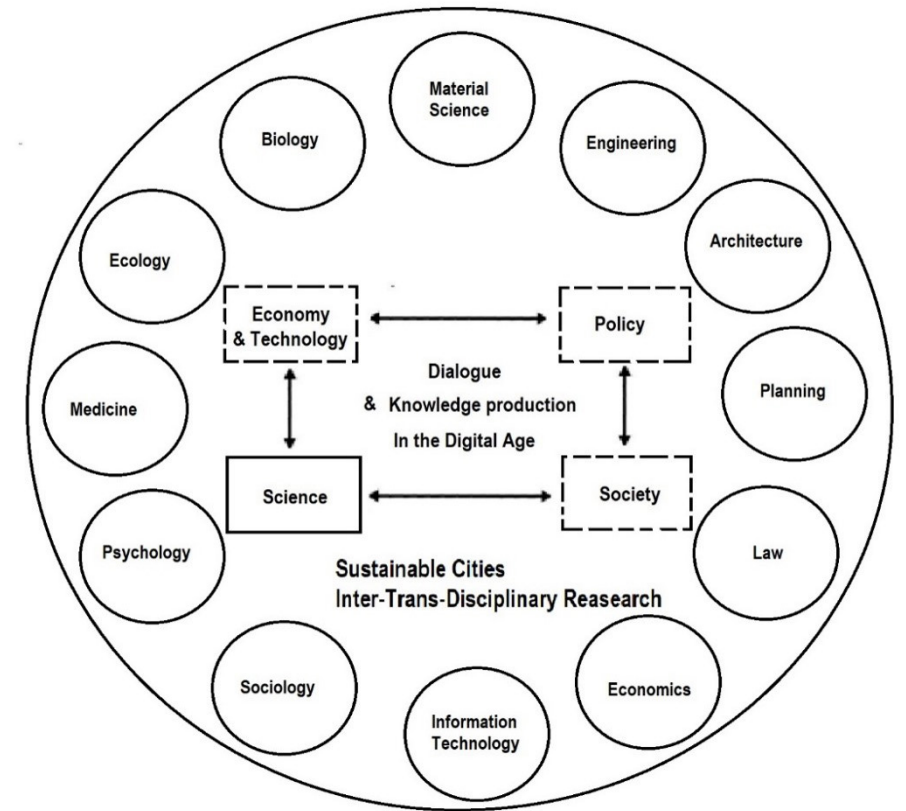 Material
Science
Biology
Engineering
Architecture
Ecology
Economy
& Technology
Policy
Dialogue
& Knowledge production
In the Digital Age
Medicine
Planning
Science
Society
Psychology
Law
Sustainable Cities
Inter-Trans-Disciplinary Reasearch
Sociology
Economics
Information
Technology